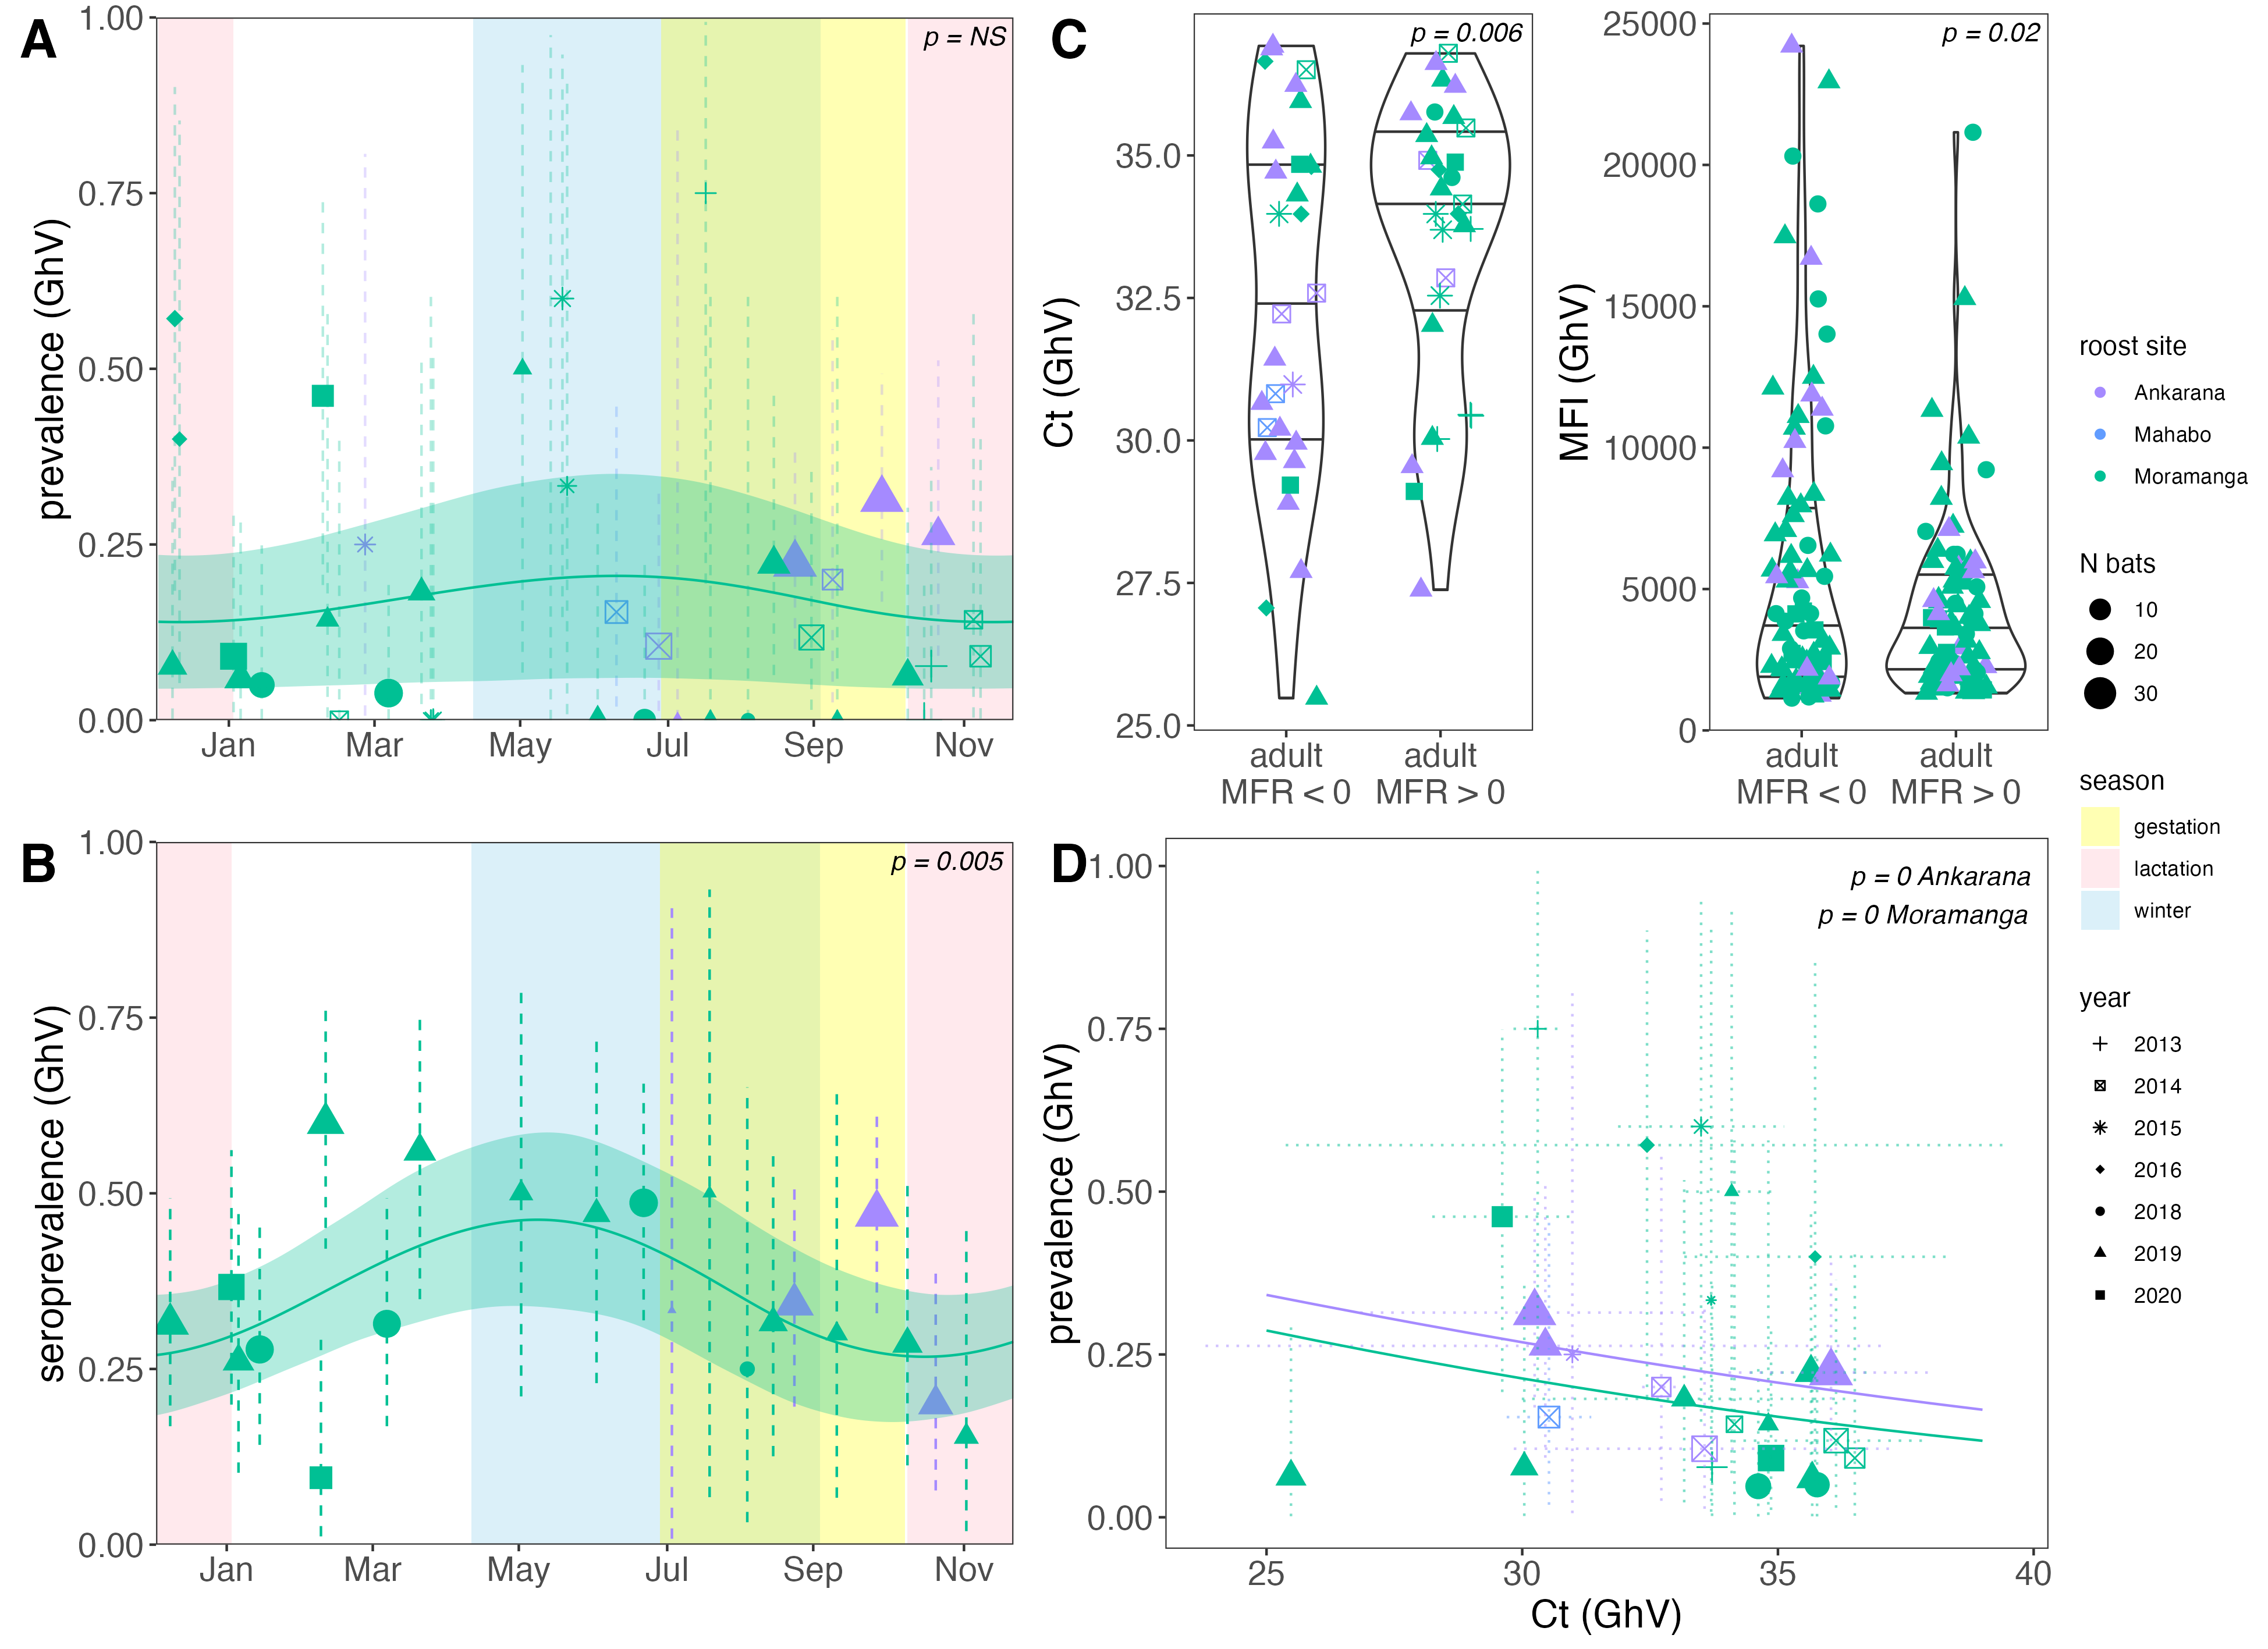 A
p = NS
prevalence (GhV)
1.00
0.75
0.50
0.25
0.00
Jan Mar May Jul Sep Nov
B
p = 0.005
seroprevalence (GhV)
1.00
0.75
0.50
0.25
0.00
Jan Mar May Jul Sep Nov
C
p = 0.006
Ct (GhV)
35.0
32.5
30.0
27.5
25.0
adult adult
MFR < 0 MFR > 0
p = 0.02
MFI (GhV)
25000
20000
15000
10000
5000
0
adult adult
MFR < 0 MFR > 0
D
p = 0 Ankarana
p = 0 Moramanga
prevalence (GhV)
1.00
0.75
0.50
0.25
0.00
25 30 35 40
Ct (GhV)
roost site
Ankarana
Mahabo
Moramanga
N bats
10
20
30
season
gestation
lactation
winter
year
2013
2014
2015
2016
2018
2019
2020